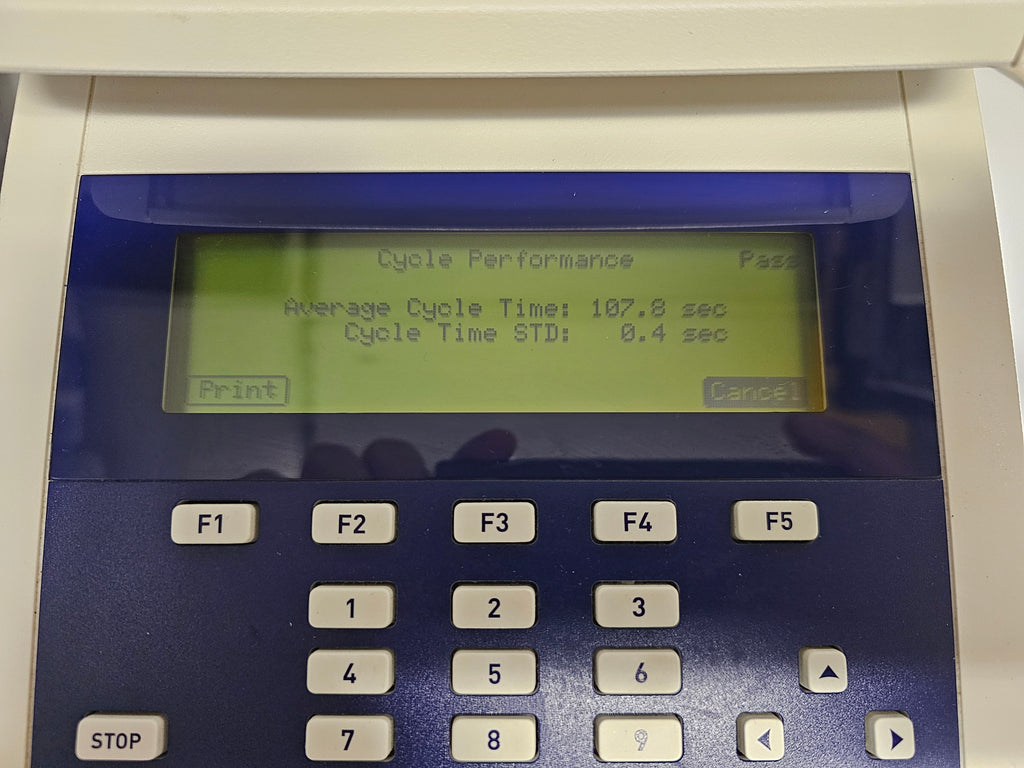 Cycle Performance Pass
Average Cycle Time: 107.8 sec
Cycle Time STD: 0.4 sec
Print Cancel
F1 F2 F3 F4 F5
1 2 3
4 5 6
STOP 7 8 9